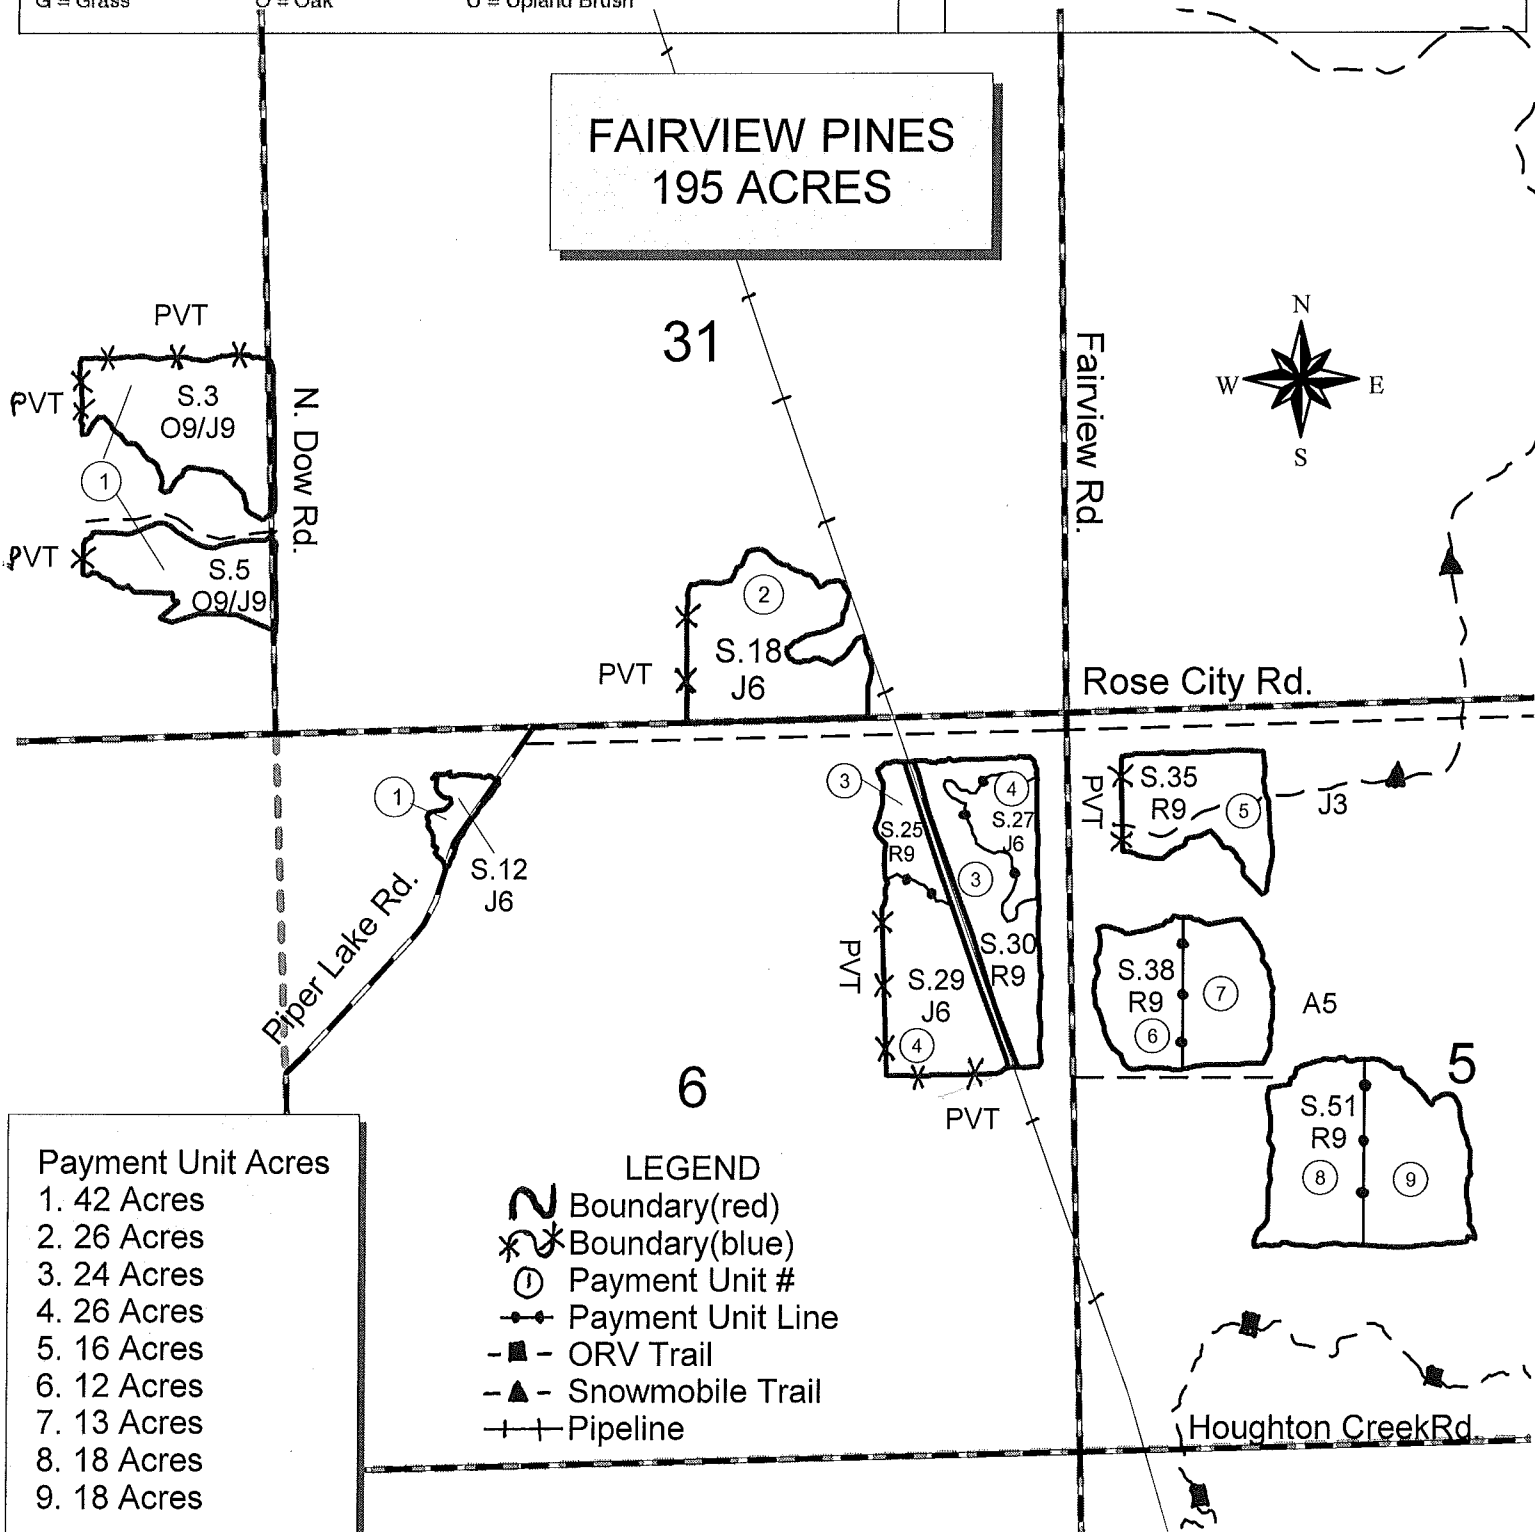 G = Grass O = Oak U = Upland Brush
FAIRVIEW PINES
195 ACRES
31
N
W E
S
Fairview Rd.
PVT
PVT
S.3
O9/J9
1
N. Dow Rd.
PVT
S.5
O9/J9
2
S.18
J6
PVT
Rose City Rd.
1
S.12
J6
Piper Lake Rd.
3
S.25
R9
4
S.27
J6
3
S.30
R9
PVT
S.29
J6
4
PVT
PVT
S.35
R9
5
J3
S.38
R9
6
7
A5
5
S.51
R9
8
9
6
Payment Unit Acres
1. 42 Acres
2. 26 Acres
3. 24 Acres
4. 26 Acres
5. 16 Acres
6. 12 Acres
7. 13 Acres
8. 18 Acres
9. 18 Acres
LEGEND
Boundary(red)
Boundary(blue)
1 Payment Unit #
Payment Unit Line
ORV Trail
Snowmobile Trail
Pipeline
Houghton CreekRd.